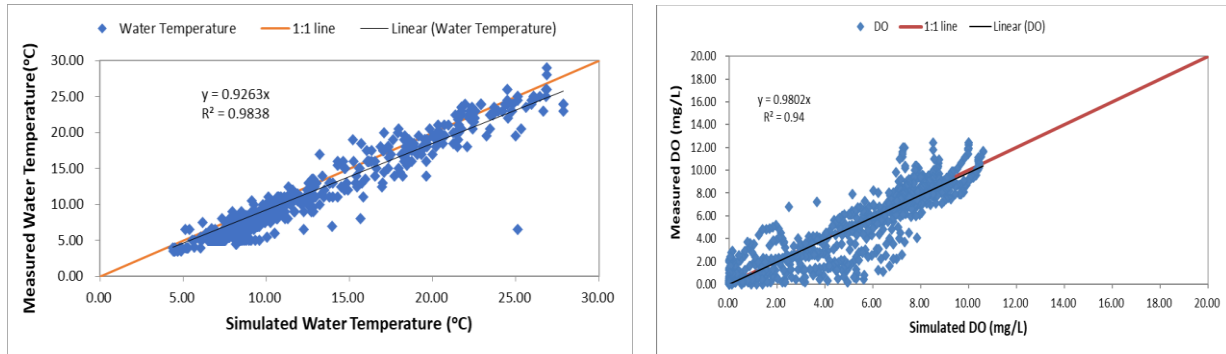 Water Temperature 1:1 line Linear (Water Temperature)
Measured Water Temperature(°C)
30.00
25.00
20.00
15.00
10.00
5.00
0.00
y = 0.9263x
R² = 0.9838
0.00 5.00 10.00 15.00 20.00 25.00 30.00
Simulated Water Temperature (°C)
DO 1:1 line Linear (DO)
Measured DO (mg/L)
20.00
18.00
16.00
14.00
12.00
10.00
8.00
6.00
4.00
2.00
0.00
y = 0.9802x
R² = 0.94
0.00 2.00 4.00 6.00 8.00 10.00 12.00 14.00 16.00 18.00 20.00
Simulated DO (mg/L)